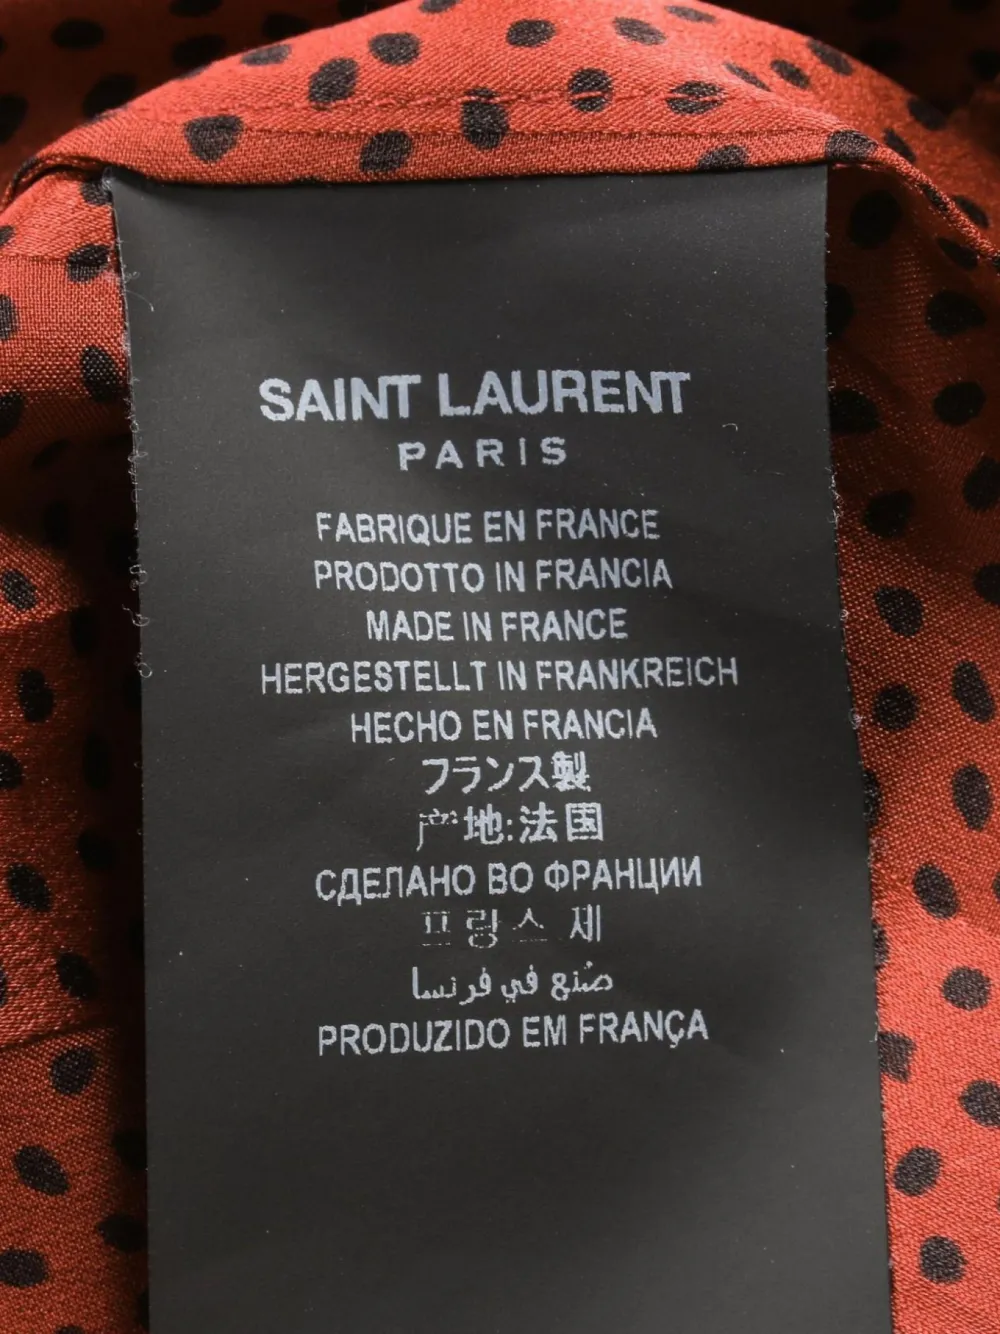 SAINT LAURENT
PARIS
FABRIQUE EN FRANCE
PRODOTTO IN FRANCIA
MADE IN FRANCE
HERGESTELLT IN FRANKREICH
HECHO EN FRANCIA
フランス製
产地:法国
СДЕЛАНО ВО ФРАНЦИИ
프랑스 제
صُنع في فرنسا
PRODUZIDO EM FRANÇA